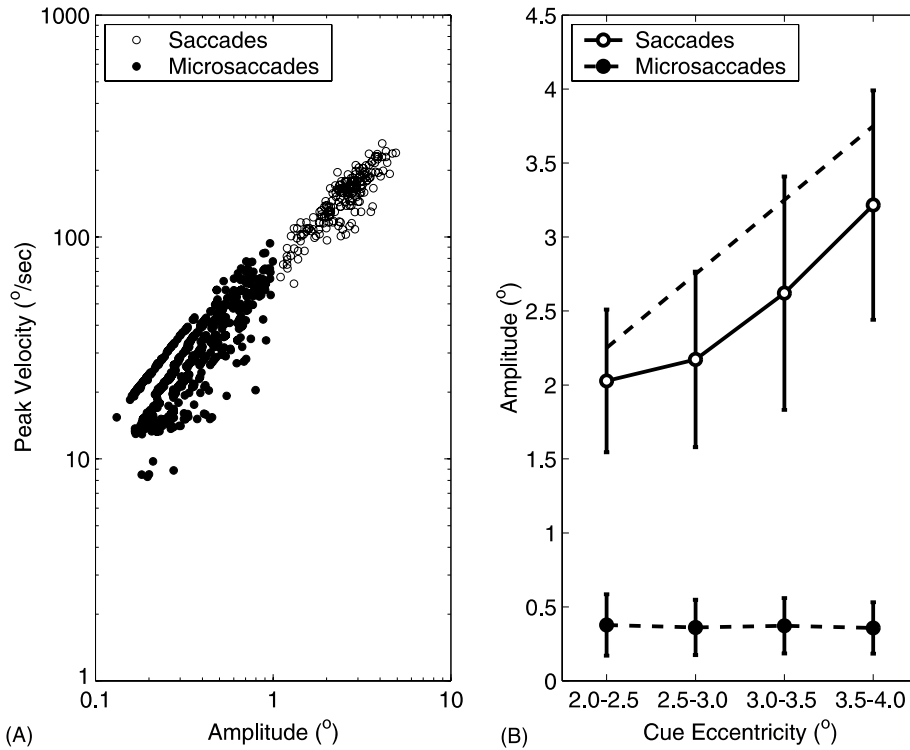 1000
100
10
1
0.1
1
10
Peak Velocity (°/sec)
Amplitude (°)
Saccades
Microsaccades
(A)
4.5
4
3.5
3
2.5
2
1.5
1
0.5
0
2.0-2.5
2.5-3.0
3.0-3.5
3.5-4.0
Amplitude (°)
Cue Eccentricity (°)
Saccades
Microsaccades
(B)